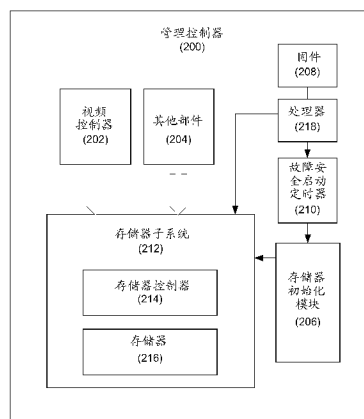 管理控制器
(200)
固件
(208)
视频
控制器
(202)
其他部件
(204)
处理器
(218)
故障安
全启动
定时器
(210)
存储器子系统
(212)
存储器控制器
(214)
存储器
(216)
存储器
初始化
模块
(206)